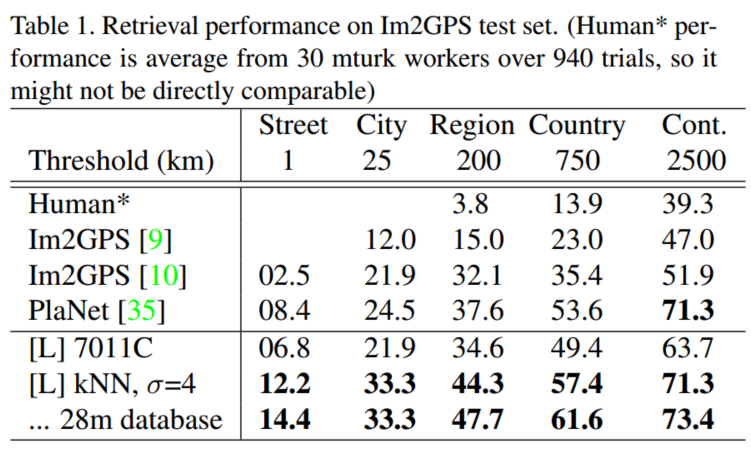 Table 1. Retrieval performance on Im2GPS test set. (Human* per-
formance is average from 30 mturk workers over 940 trials, so it
might not be directly comparable)
Street City Region Country Cont.
Threshold (km) 1 25 200 750 2500
Human* 3.8 13.9 39.3
Im2GPS [9] 12.0 15.0 23.0 47.0
Im2GPS [10] 02.5 21.9 32.1 35.4 51.9
PlaNet [35] 08.4 24.5 37.6 53.6 71.3
[L] 7011C 06.8 21.9 34.6 49.4 63.7
[L] kNN, σ=4 12.2 33.3 44.3 57.4 71.3
... 28m database 14.4 33.3 47.7 61.6 73.4